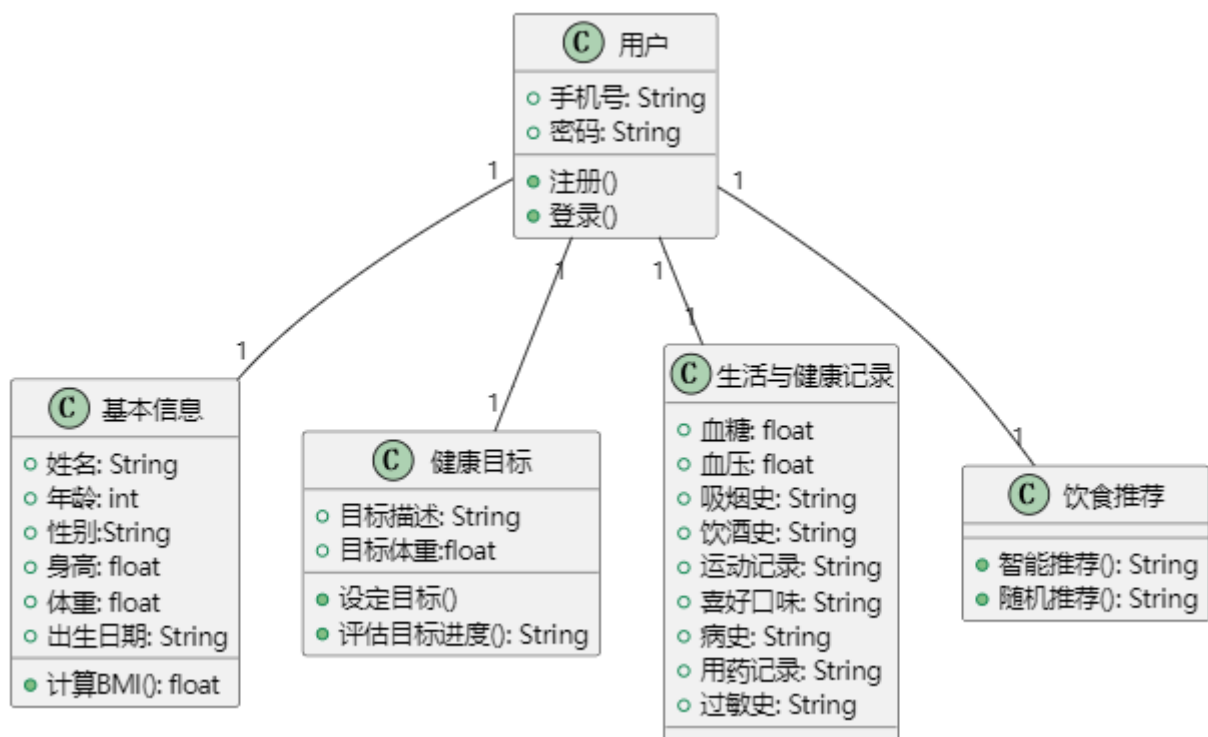 C 用户
手机号: String
密码: String
注册()
登录()
1
1
1
1
1
1
1
1
C 基本信息
姓名: String
年龄: int
性别:String
身高: float
体重: float
出生日期: String
计算BMI(): float
C 健康目标
目标描述: String
目标体重:float
设定目标()
评估目标进度(): String
C 生活与健康记录
血糖: float
血压: float
吸烟史: String
饮酒史: String
运动记录: String
喜好口味: String
病史: String
用药记录: String
过敏史: String
C 饮食推荐
智能推荐(): String
随机推荐(): String